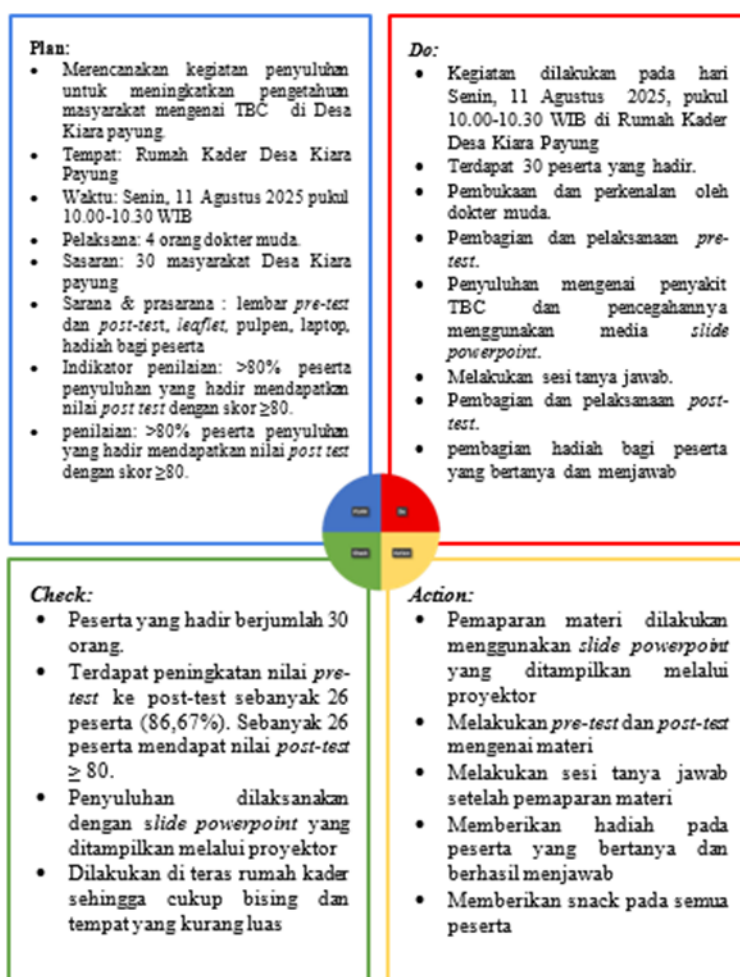 Plan:
• Merencanakan kegiatan penyuluhan
untuk meningkatkan pengetahuan
masyarakat mengenai TBC di Desa
Kiara payung.
• Tempat: Rumah Kader Desa Kiara
Payung
• Waktu: Senin, 11 Agustus 2025 pukul
10.00-10.30 WIB
• Pelaksana: 4 orang dokter muda.
• Sasaran: 30 masyarakat Desa Kiara
payung
• Sarana & prasarana : lembar pre-test
dan post-test, leaflet, pulpen, laptop,
hadiah bagi peserta
• Indikator penilaian: >80% peserta
penyuluhan yang hadir mendapatkan
nilai post test dengan skor ≥80.
• penilaian: >80% peserta penyuluhan
yang hadir mendapatkan nilai post test
dengan skor ≥80.
Do:
• Kegiatan dilakukan pada hari
Senin, 11 Agustus 2025, pukul
10.00-10.30 WIB di Rumah Kader
Desa Kiara Payung
• Terdapat 30 peserta yang hadir.
• Pembukaan dan perkenalan oleh
dokter muda.
• Pembagian dan pelaksanaan pre-
test.
• Penyuluhan mengenai penyakit
TBC dan pencegahannya
menggunakan media slide
powerpoint.
• Melakukan sesi tanya jawab.
• Pembagian dan pelaksanaan post-
test.
• pembagian hadiah bagi peserta
yang bertanya dan menjawab
Check:
• Peserta yang hadir berjumlah 30
orang.
• Terdapat peningkatan nilai pre-
test ke post-test sebanyak 26
peserta (86,67%). Sebanyak 26
peserta mendapat nilai post-test
≥ 80.
• Penyuluhan dilaksanakan
dengan slide powerpoint yang
ditampilkan melalui proyektor
• Dilakukan di teras rumah kader
sehingga cukup bising dan
tempat yang kurang luas
Action:
• Pemaparan materi dilakukan
menggunakan slide powerpoint
yang ditampilkan melalui
proyektor
• Melakukan pre-test dan post-test
mengenai materi
• Melakukan sesi tanya jawab
setelah pemaparan materi
• Memberikan hadiah pada
peserta yang bertanya dan
berhasil menjawab
• Memberikan snack pada semua
peserta